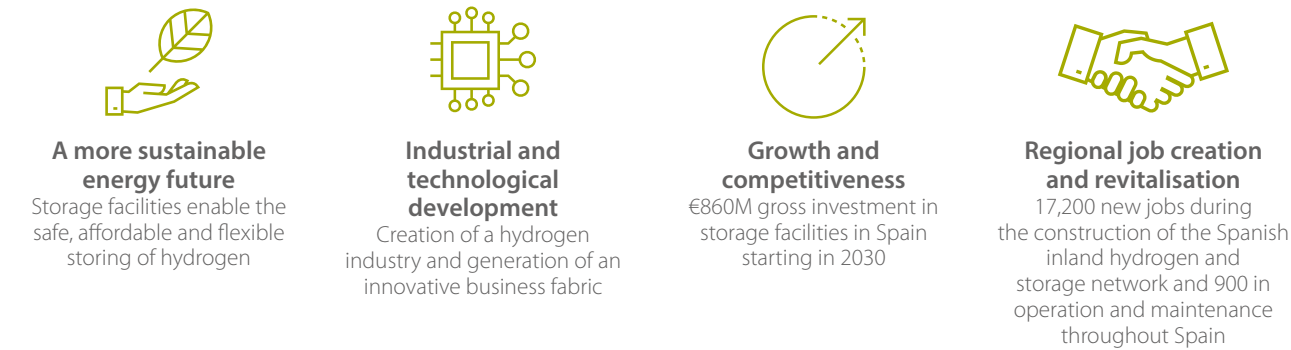 A more sustainable
energy future
Storage facilities enable the
safe, affordable and flexible
storing of hydrogen
Industrial and
technological
development
Creation of a hydrogen
industry and generation of an
innovative business fabric
Growth and
competitiveness
€860M gross investment in
storage facilities in Spain
starting in 2030
Regional job creation
and revitalisation
17,200 new jobs during
the construction of the Spanish
inland hydrogen and
storage network and 900 in
operation and maintenance
throughout Spain